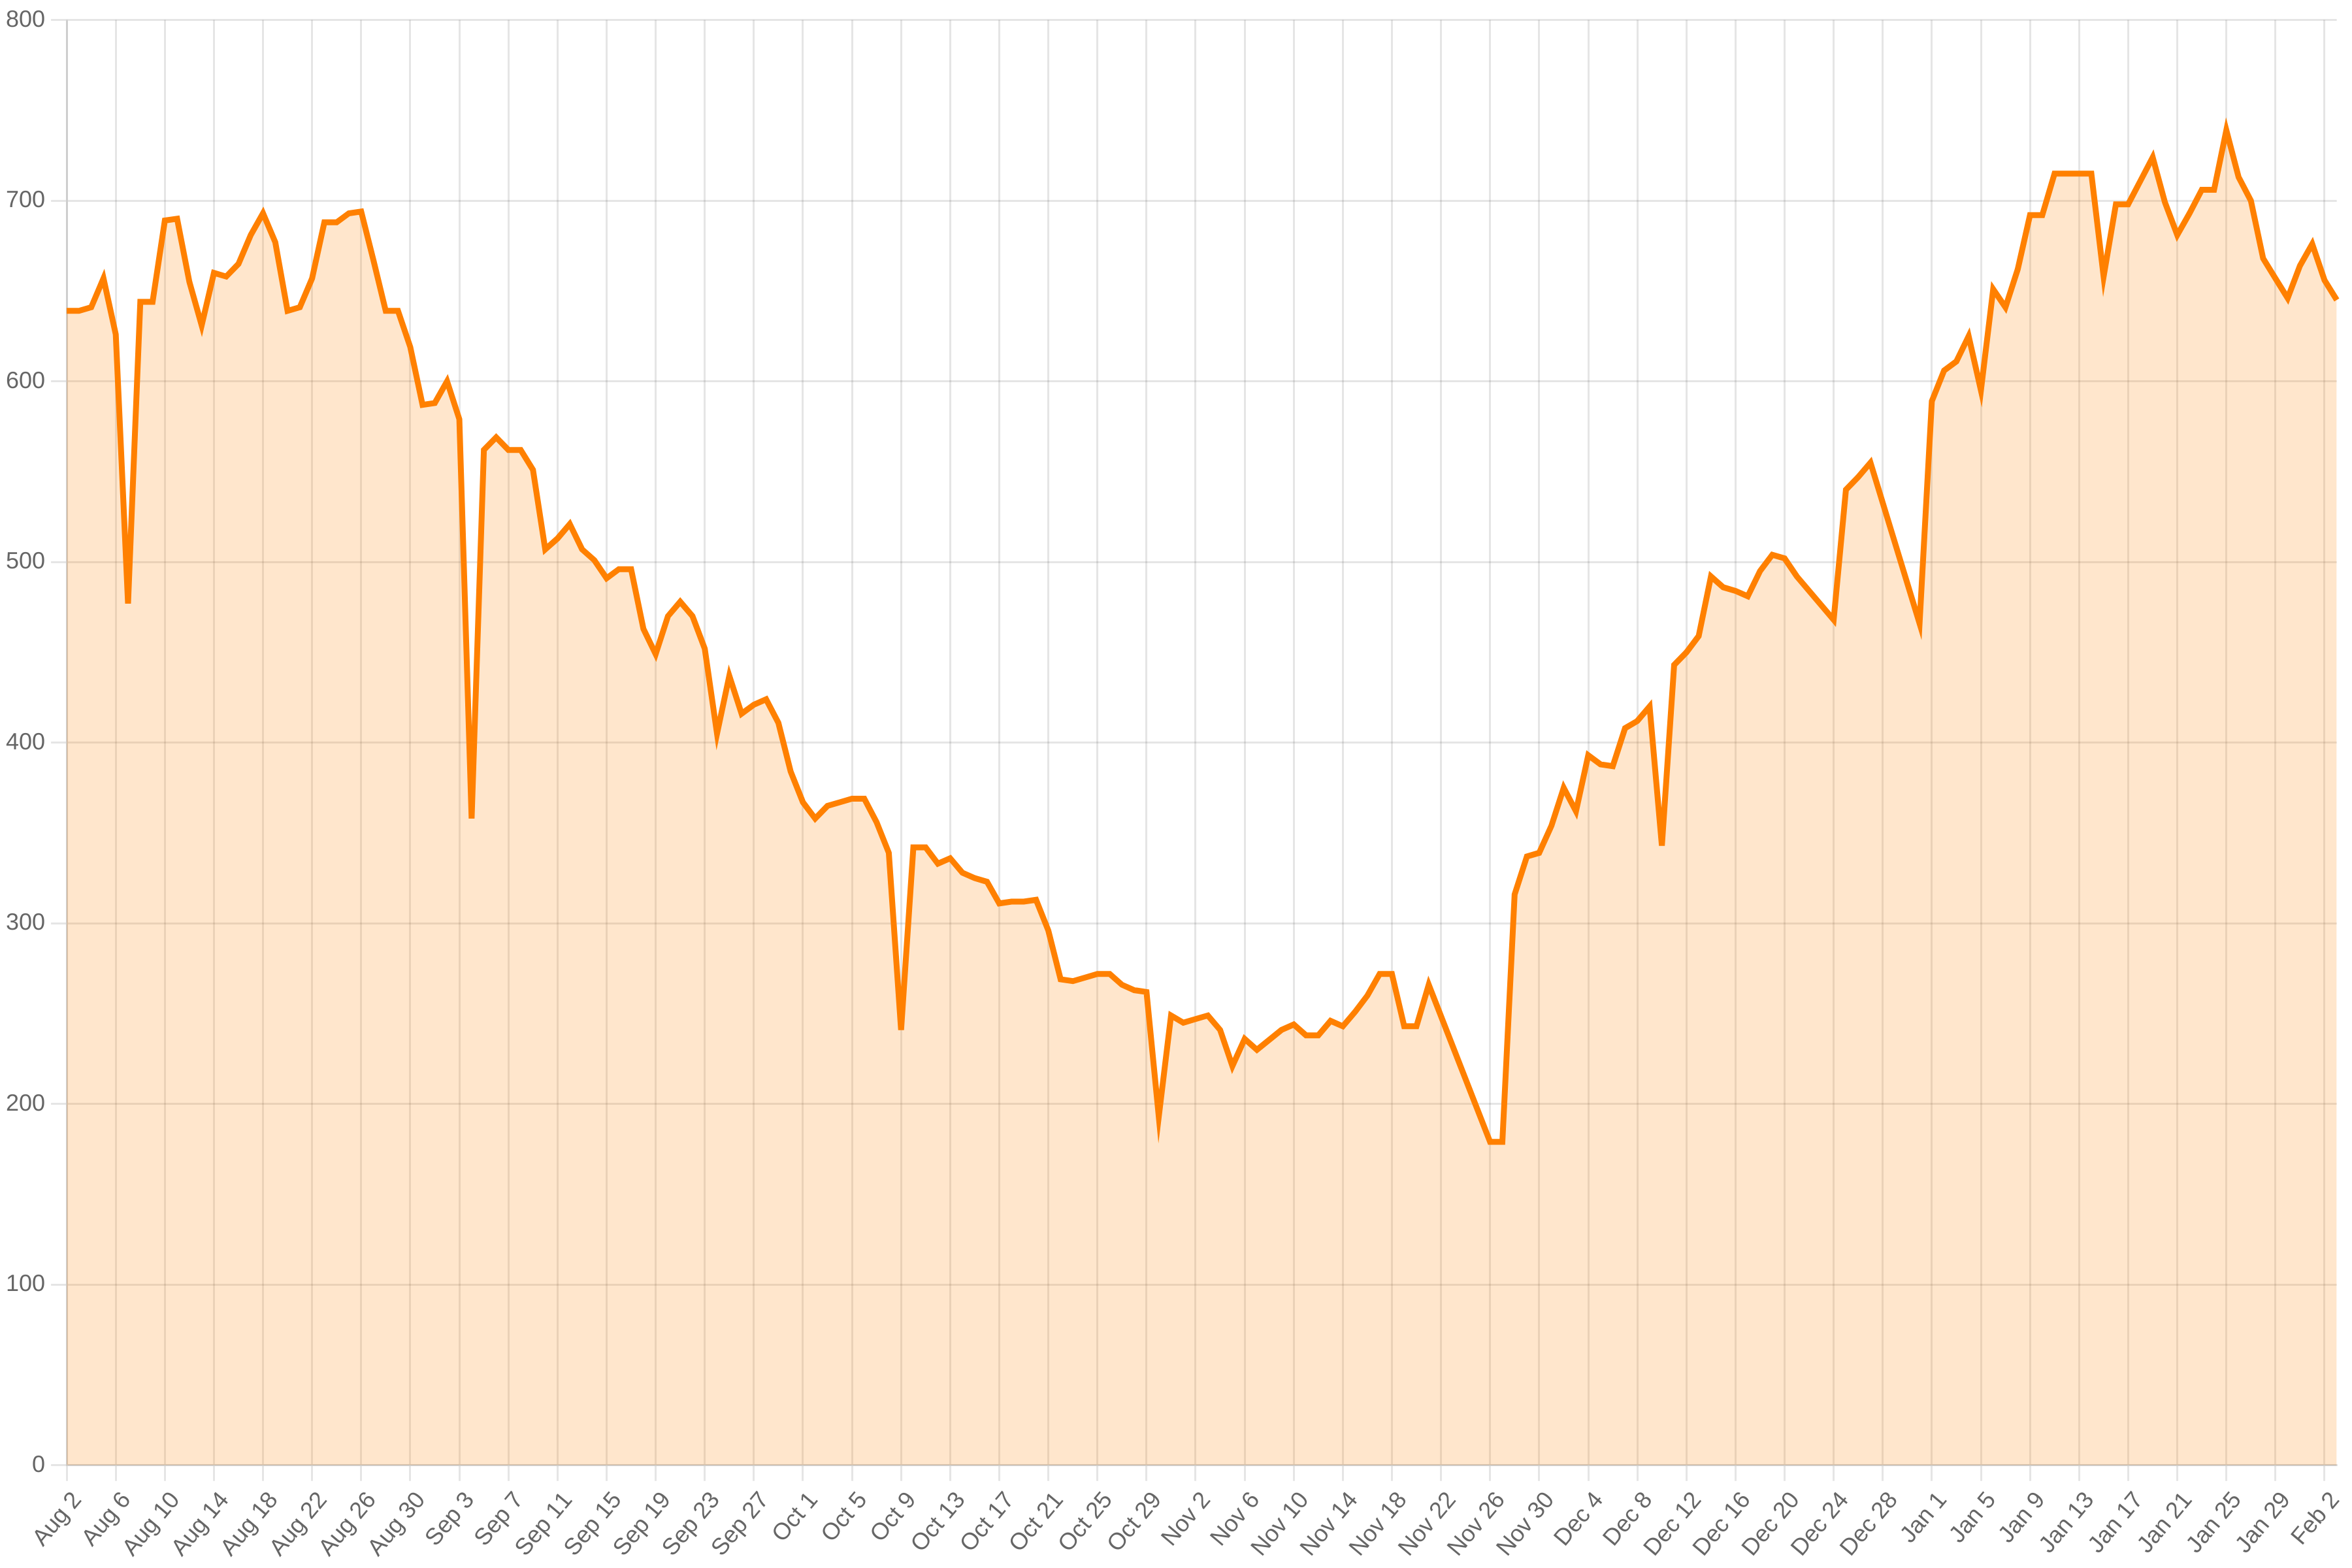 800
700
600
500
400
300
200
100
0
Aug 2
Aug 6
Aug 10
Aug 14
Aug 18
Aug 22
Aug 26
Aug 30
Sep 3
Sep 7
Sep 11
Sep 15
Sep 19
Sep 23
Sep 27
Oct 1
Oct 5
Oct 9
Oct 13
Oct 17
Oct 21
Oct 25
Oct 29
Nov 2
Nov 6
Nov 10
Nov 14
Nov 18
Nov 22
Nov 26
Nov 30
Dec 4
Dec 8
Dec 12
Dec 16
Dec 20
Dec 24
Dec 28
Jan 1
Jan 5
Jan 9
Jan 13
Jan 17
Jan 21
Jan 25
Jan 29
Feb 2